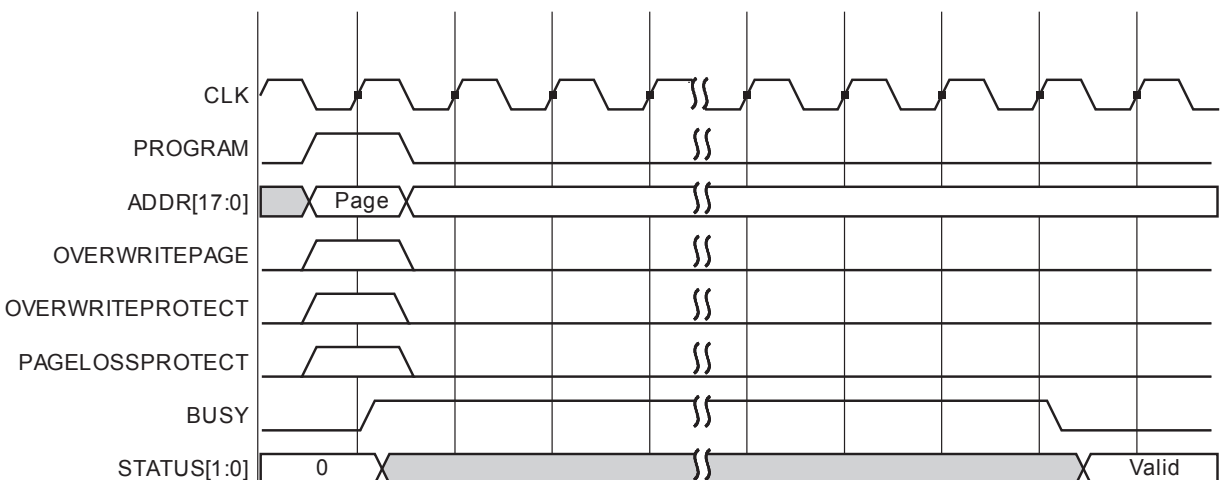 CLK
PROGRAM
ADDR[17:0] Page
OVERWRITEPAGE
OVERWRITEPROTECT
PAGELOSSPROTECT
BUSY
STATUS[1:0] 0 Valid